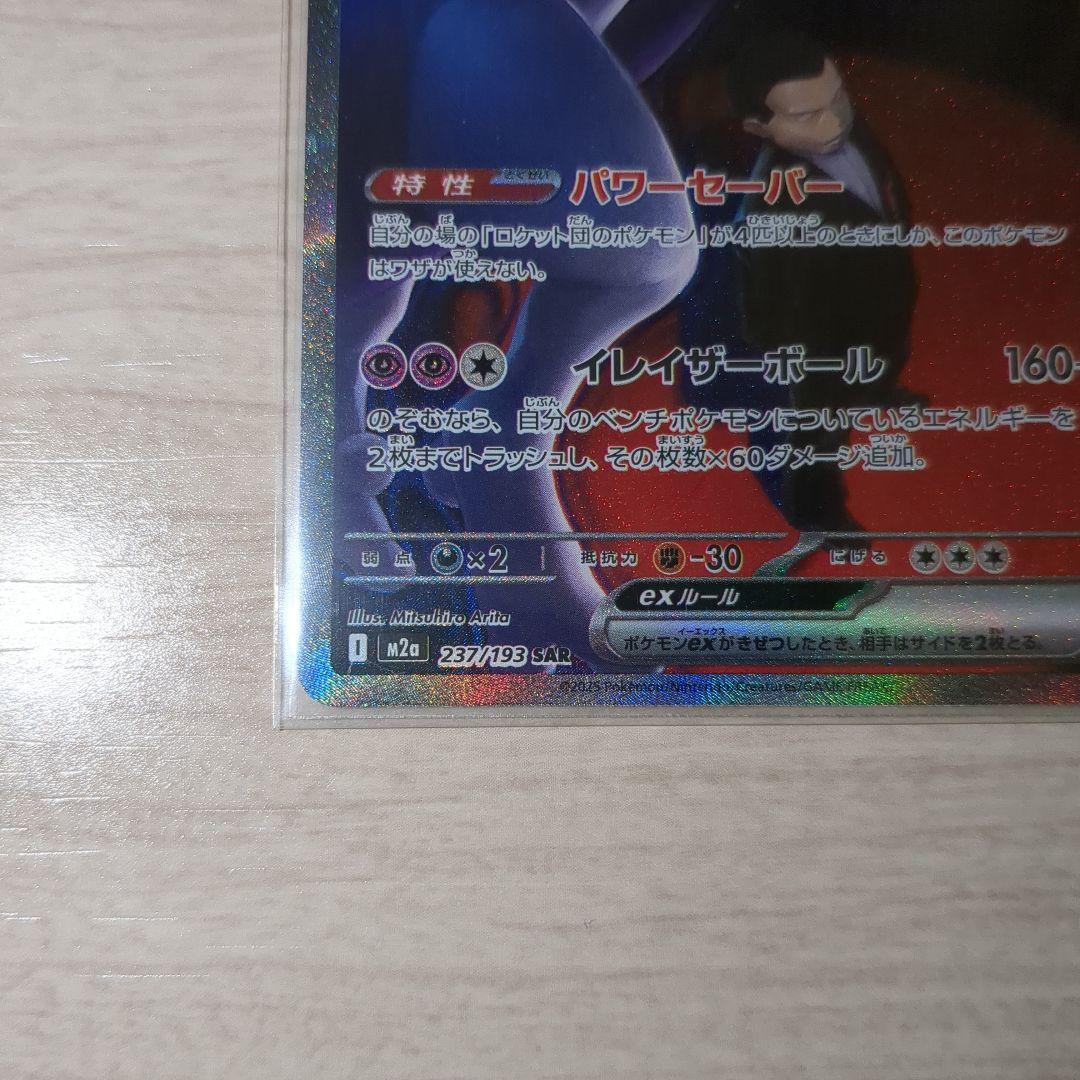 特性 パワーセーバー
自分の場の「ロケット団のポケモン」が4匹以上のときにしか、このポケモン
はワザが使えない。
イレイザーボール 160
のぞむなら、自分のベンチポケモンについているエネルギーを
2枚までトラッシュし、その枚数×60ダメージ追加。
弱点 ×2 抵抗力 -30 にげる
exルール
ポケモンexがきぜつしたとき、相手はサイドを2枚とる。
Illus. Mitsuhiro Arita
I m2a 237/193 SAR
©2025 Pokémon/Nintendo/Creatures/GAME FREAK